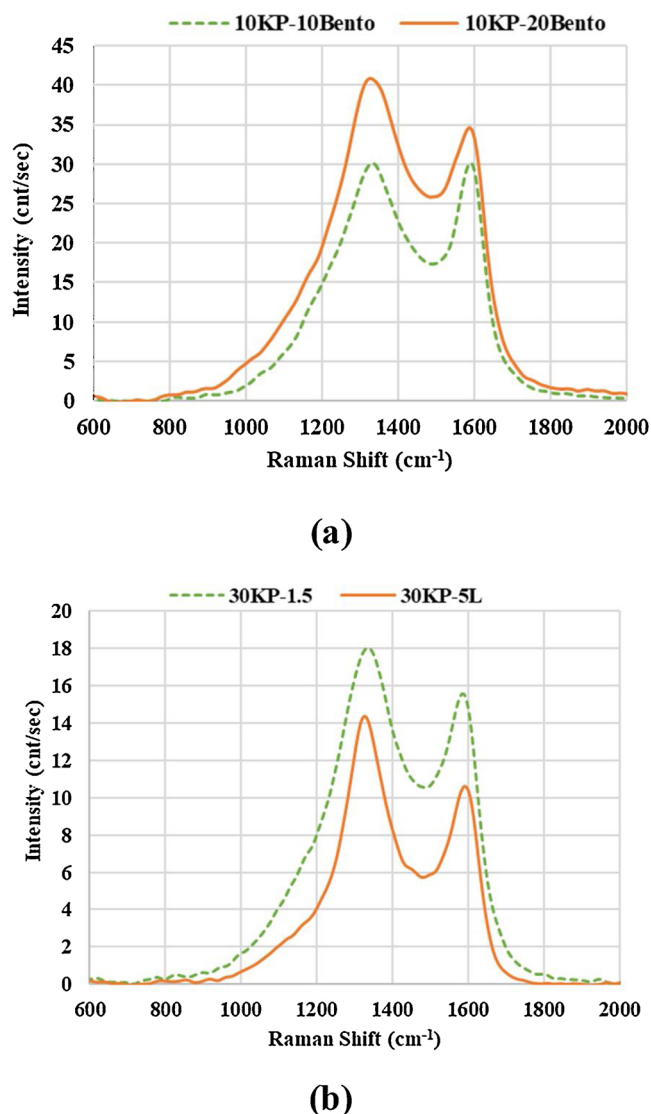 10KP-10Bento 10KP-20Bento
45
40
35
30
25
20
15
10
5
0
Intensity (cnt/sec)
600 800 1000 1200 1400 1600 1800 2000
Raman Shift (cm⁻¹)
(a)
30KP-1.5 30KP-5L
20
18
16
14
12
10
8
6
4
2
0
Intensity (cnt/sec)
600 800 1000 1200 1400 1600 1800 2000
Raman Shift (cm⁻¹)
(b)